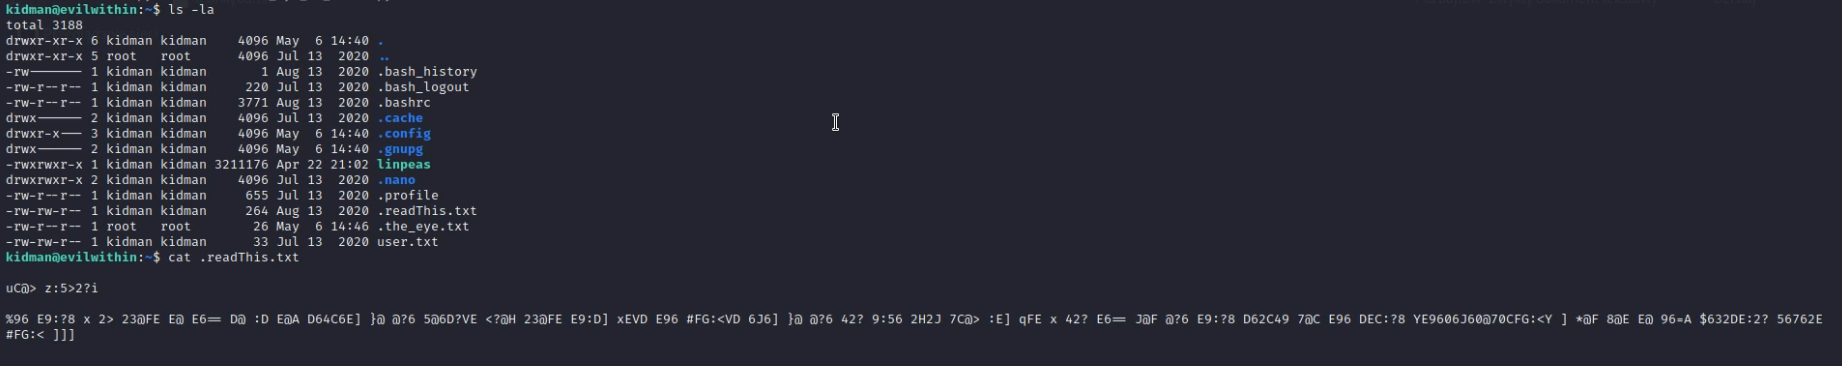 kidman@evilwithin:~$ ls -la
total 3188
drwxr-xr-x 6 kidman kidman    4096 May  6 14:40 .
drwxr-xr-x 5 root   root      4096 Jul 13  2020 ..
-rw------- 1 kidman kidman       1 Aug 13  2020 .bash_history
-rw-r--r-- 1 kidman kidman     220 Jul 13  2020 .bash_logout
-rw-r--r-- 1 kidman kidman    3771 Aug 13  2020 .bashrc
drwx------ 2 kidman kidman    4096 Jul 13  2020 .cache
drwxr-x--- 3 kidman kidman    4096 May  6 14:40 .config
drwx------ 2 kidman kidman    4096 May  6 14:40 .gnupg
-rwxrwxr-x 1 kidman kidman 3211176 Apr 22 21:02 linpeas
drwxrwxr-x 2 kidman kidman    4096 Jul 13  2020 .nano
-rw-r--r-- 1 kidman kidman     655 Jul 13  2020 .profile
-rw-rw-r-- 1 kidman kidman     264 Aug 13  2020 .readThis.txt
-rw-r--r-- 1 root   root        26 May  6 14:46 .the_eye.txt
-rw-rw-r-- 1 kidman kidman      33 Jul 13  2020 user.txt
kidman@evilwithin:~$ cat .readThis.txt
uC@> z:5>2?i
%96 E9:?8 x 2> 23@FE E@ E6== D@ :D E@A D64C6E] }@ @?6 5@6D?VE <?@H 23@FE E9:D] xEVD E96 #FG:<VD 6J6] }@ @?6 42? 9:56 2H2J 7C@> :E] qFE x 42? E6== J@F @?6 E9:?8 D62C49 7@C E96 DEC:?8 YE9606J60@70CFG:<Y ] *@F 8@E E@ 96=A $632DE:2? 56762E
#FG:< ]]]